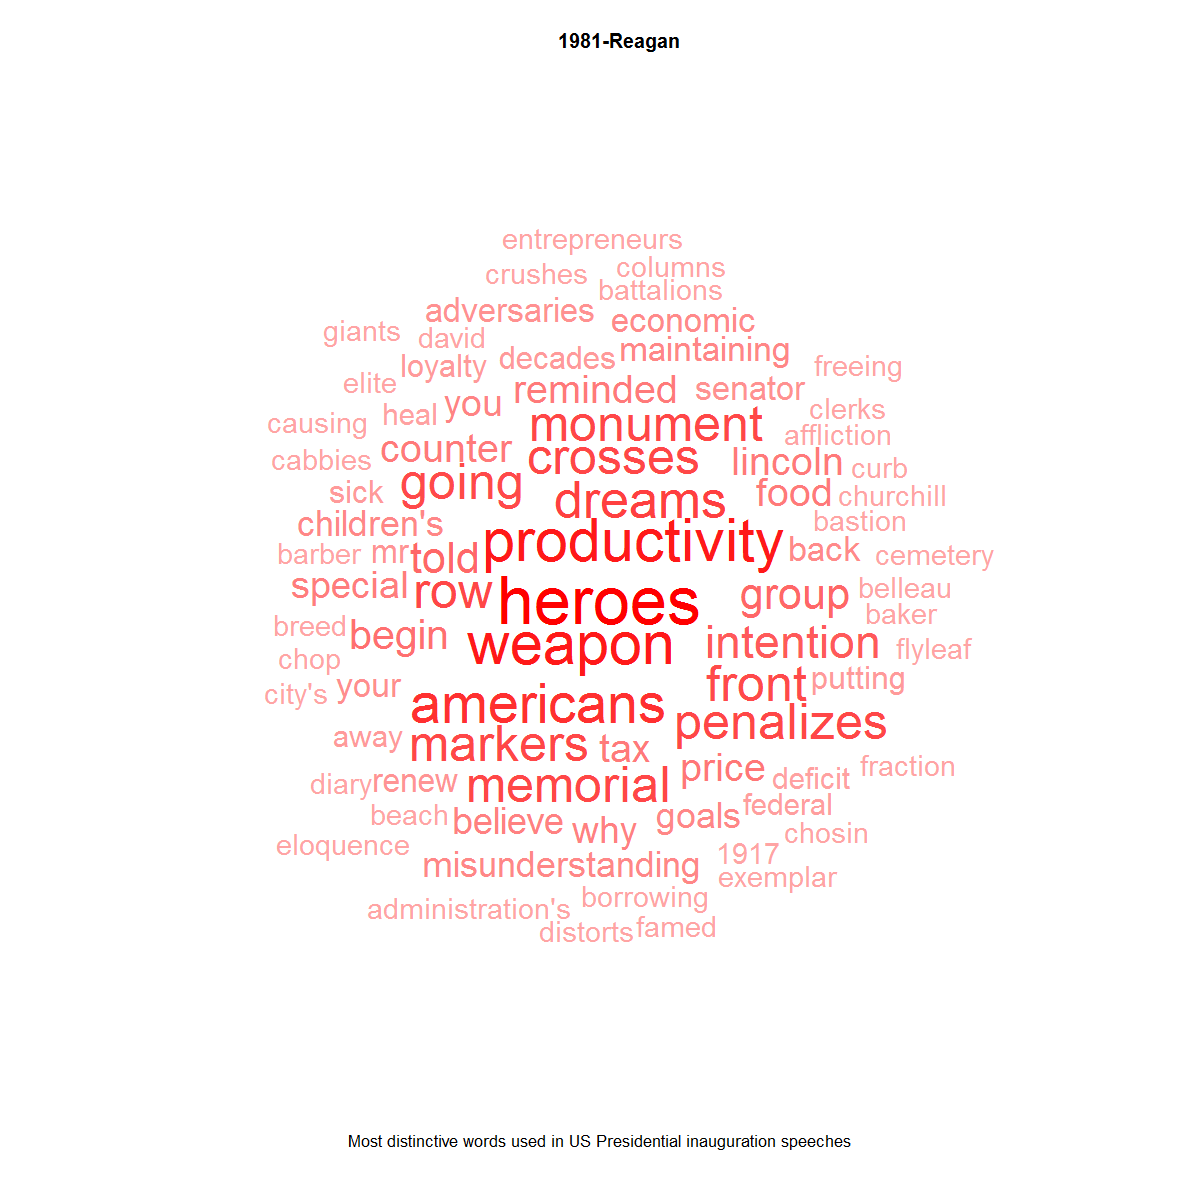 1981-Reagan
entrepreneurs
crushes columns
battalions
adversaries economic
giants david
loyalty decades maintaining freeing
elite reminded senator
causing heal you monument clerks
affliction
cabbies counter crosses lincoln curb
sick going dreams food churchill
children's bastion
barber mr told productivity back cemetery
special row heroes group belleau
baker
breed begin weapon intention flyleaf
chop
city's your front putting
americans penalizes
away markers tax
diary renew memorial price deficit fraction
beach believe why goals federal
chosin
eloquence misunderstanding 1917
exemplar
administration's borrowing
distorts famed
Most distinctive words used in US Presidential inauguration speeches